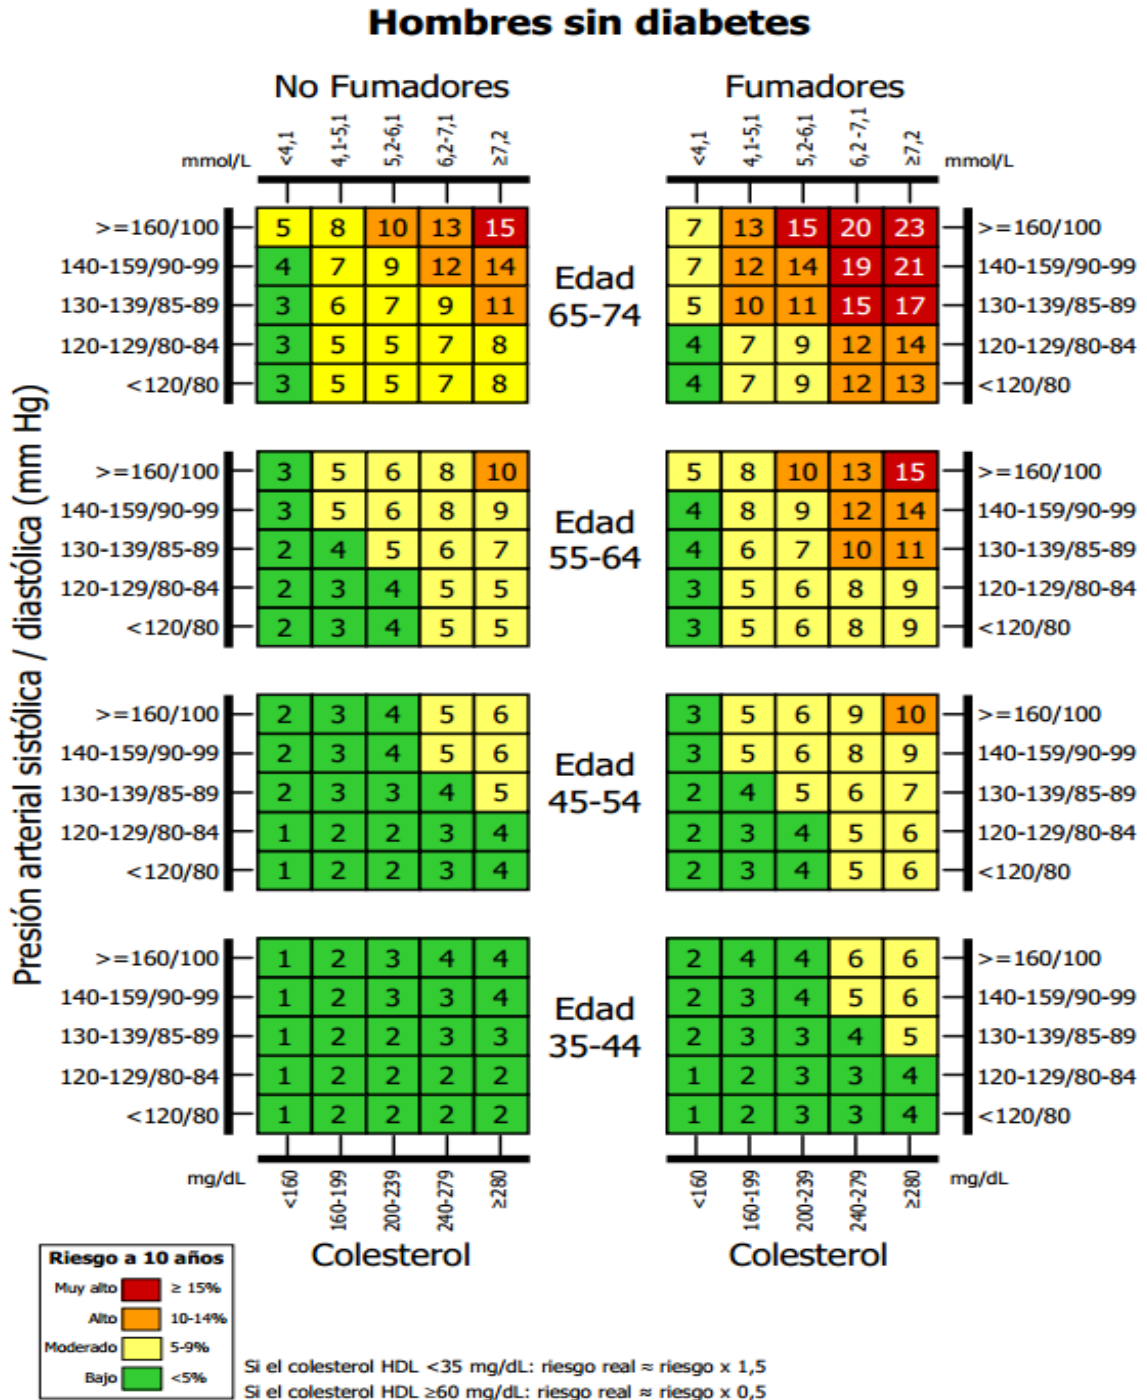 Hombres sin diabetes
No Fumadores Fumadores
mmol/L <4,1 4,1-5,1 5,2-6,1 6,2-7,1 ≥7,2 <4,1 4,1-5,1 5,2-6,1 6,2-7,1 ≥7,2 mmol/L
Presión arterial sistólica / diastólica (mm Hg)
Edad 65-74
>=160/100 5 8 10 13 15 7 13 15 20 23 >=160/100
140-159/90-99 4 7 9 12 14 7 12 14 19 21 140-159/90-99
130-139/85-89 3 6 7 9 11 5 10 11 15 17 130-139/85-89
120-129/80-84 3 5 5 7 8 4 7 9 12 14 120-129/80-84
<120/80 3 5 5 7 8 4 7 9 12 13 <120/80
Edad 55-64
>=160/100 3 5 6 8 10 5 8 10 13 15 >=160/100
140-159/90-99 3 5 6 8 9 4 8 9 12 14 140-159/90-99
130-139/85-89 2 4 5 6 7 4 6 7 10 11 130-139/85-89
120-129/80-84 2 3 4 5 5 3 5 6 8 9 120-129/80-84
<120/80 2 3 4 5 5 3 5 6 8 9 <120/80
Edad 45-54
>=160/100 2 3 4 5 6 3 5 6 9 10 >=160/100
140-159/90-99 2 3 4 5 6 3 5 6 8 9 140-159/90-99
130-139/85-89 2 3 3 4 5 2 4 5 6 7 130-139/85-89
120-129/80-84 1 2 2 3 4 2 3 4 5 6 120-129/80-84
<120/80 1 2 2 3 4 2 3 4 5 6 <120/80
Edad 35-44
>=160/100 1 2 3 4 4 2 4 4 6 6 >=160/100
140-159/90-99 1 2 3 3 4 2 3 4 5 6 140-159/90-99
130-139/85-89 1 2 2 3 3 2 3 3 4 5 130-139/85-89
120-129/80-84 1 2 2 2 2 1 2 3 3 4 120-129/80-84
<120/80 1 2 2 2 2 1 2 3 3 4 <120/80
mg/dL <160 160-199 200-239 240-279 ≥280 <160 160-199 200-239 240-279 ≥280 mg/dL
Colesterol Colesterol
Riesgo a 10 años
Muy alto ≥ 15%
Alto 10-14%
Moderado 5-9%
Bajo <5%
Si el colesterol HDL <35 mg/dL: riesgo real ≈ riesgo x 1,5
Si el colesterol HDL ≥60 mg/dL: riesgo real ≈ riesgo x 0,5